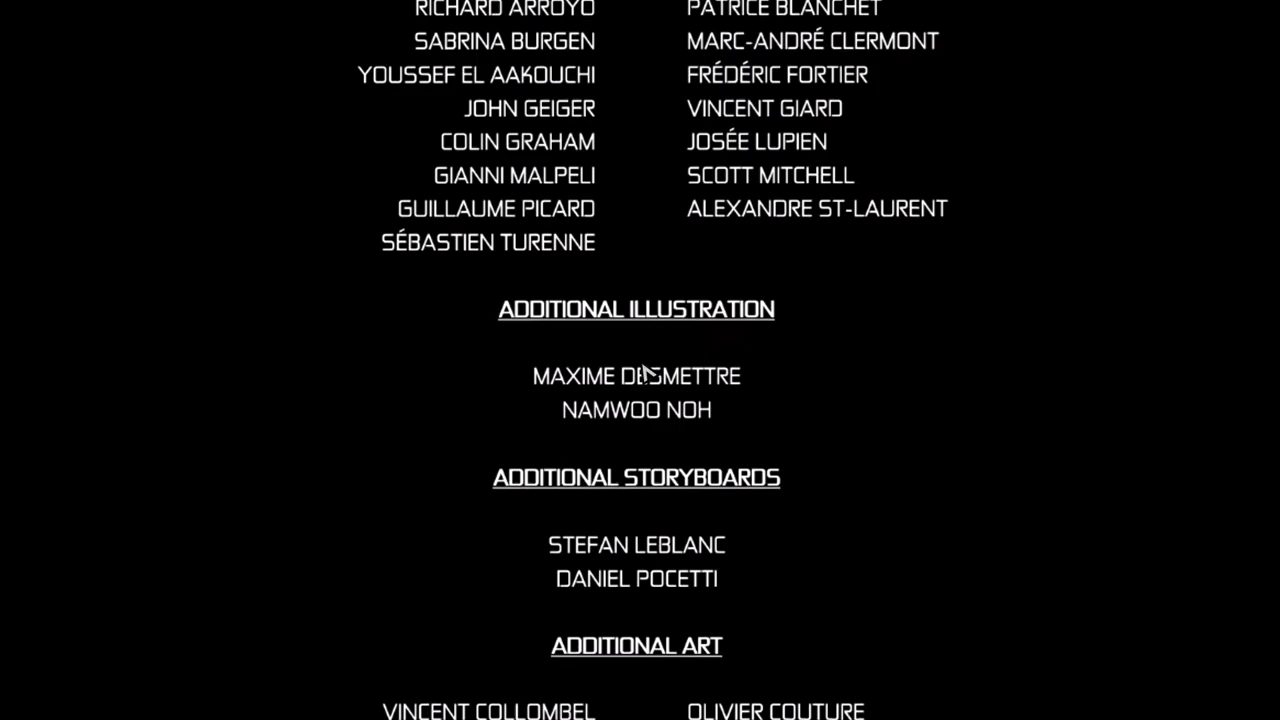 RICHARD ARROYO PATRICE BLANCHET
SABRINA BURGEN MARC-ANDRÉ CLERMONT
YOUSSEF EL AAKOUCHI FRÉDÉRIC FORTIER
JOHN GEIGER VINCENT GIARD
COLIN GRAHAM JOSÉE LUPIEN
GIANNI MALPELI SCOTT MITCHELL
GUILLAUME PICARD ALEXANDRE ST-LAURENT
SÉBASTIEN TURENNE
ADDITIONAL ILLUSTRATION
MAXIME DESMETTRE
NAMWOO NOH
ADDITIONAL STORYBOARDS
STEFAN LEBLANC
DANIEL POCETTI
ADDITIONAL ART
VINCENT COLLOMBEL OLIVIER COUTURE